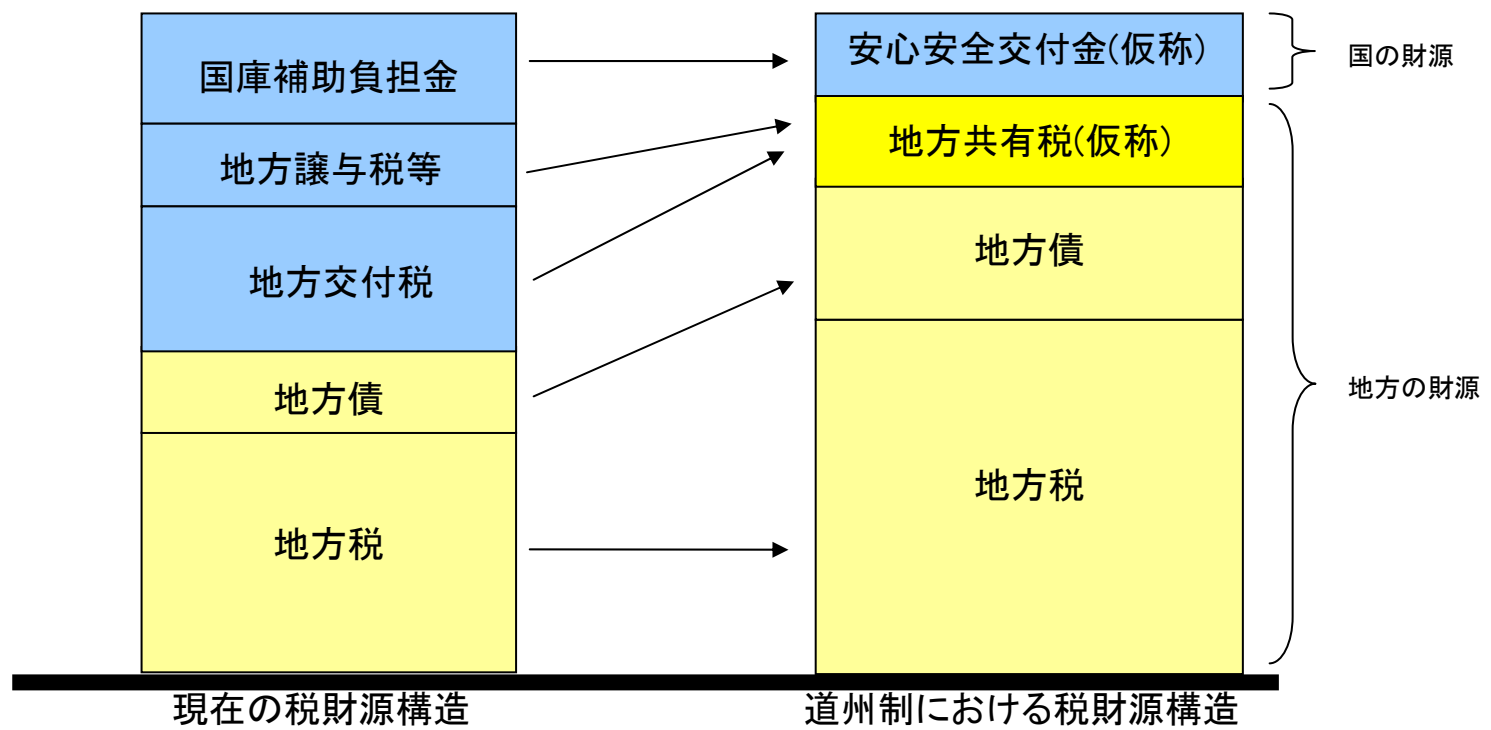 国庫補助負担金
地方譲与税等
地方交付税
地方債
地方税
現在の税財源構造
安心安全交付金(仮称)
地方共有税(仮称)
地方債
地方税
道州制における税財源構造
国の財源
地方の財源